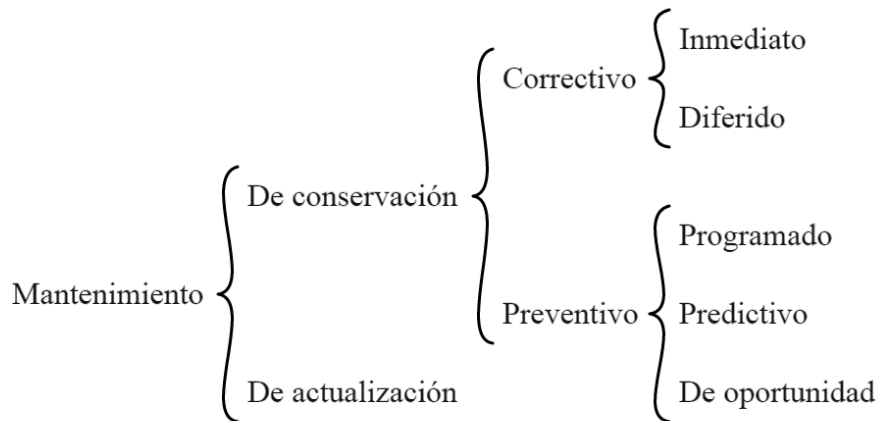 Mantenimiento
De conservación
Correctivo
Inmediato
Diferido
Preventivo
Programado
Predictivo
De oportunidad
De actualización